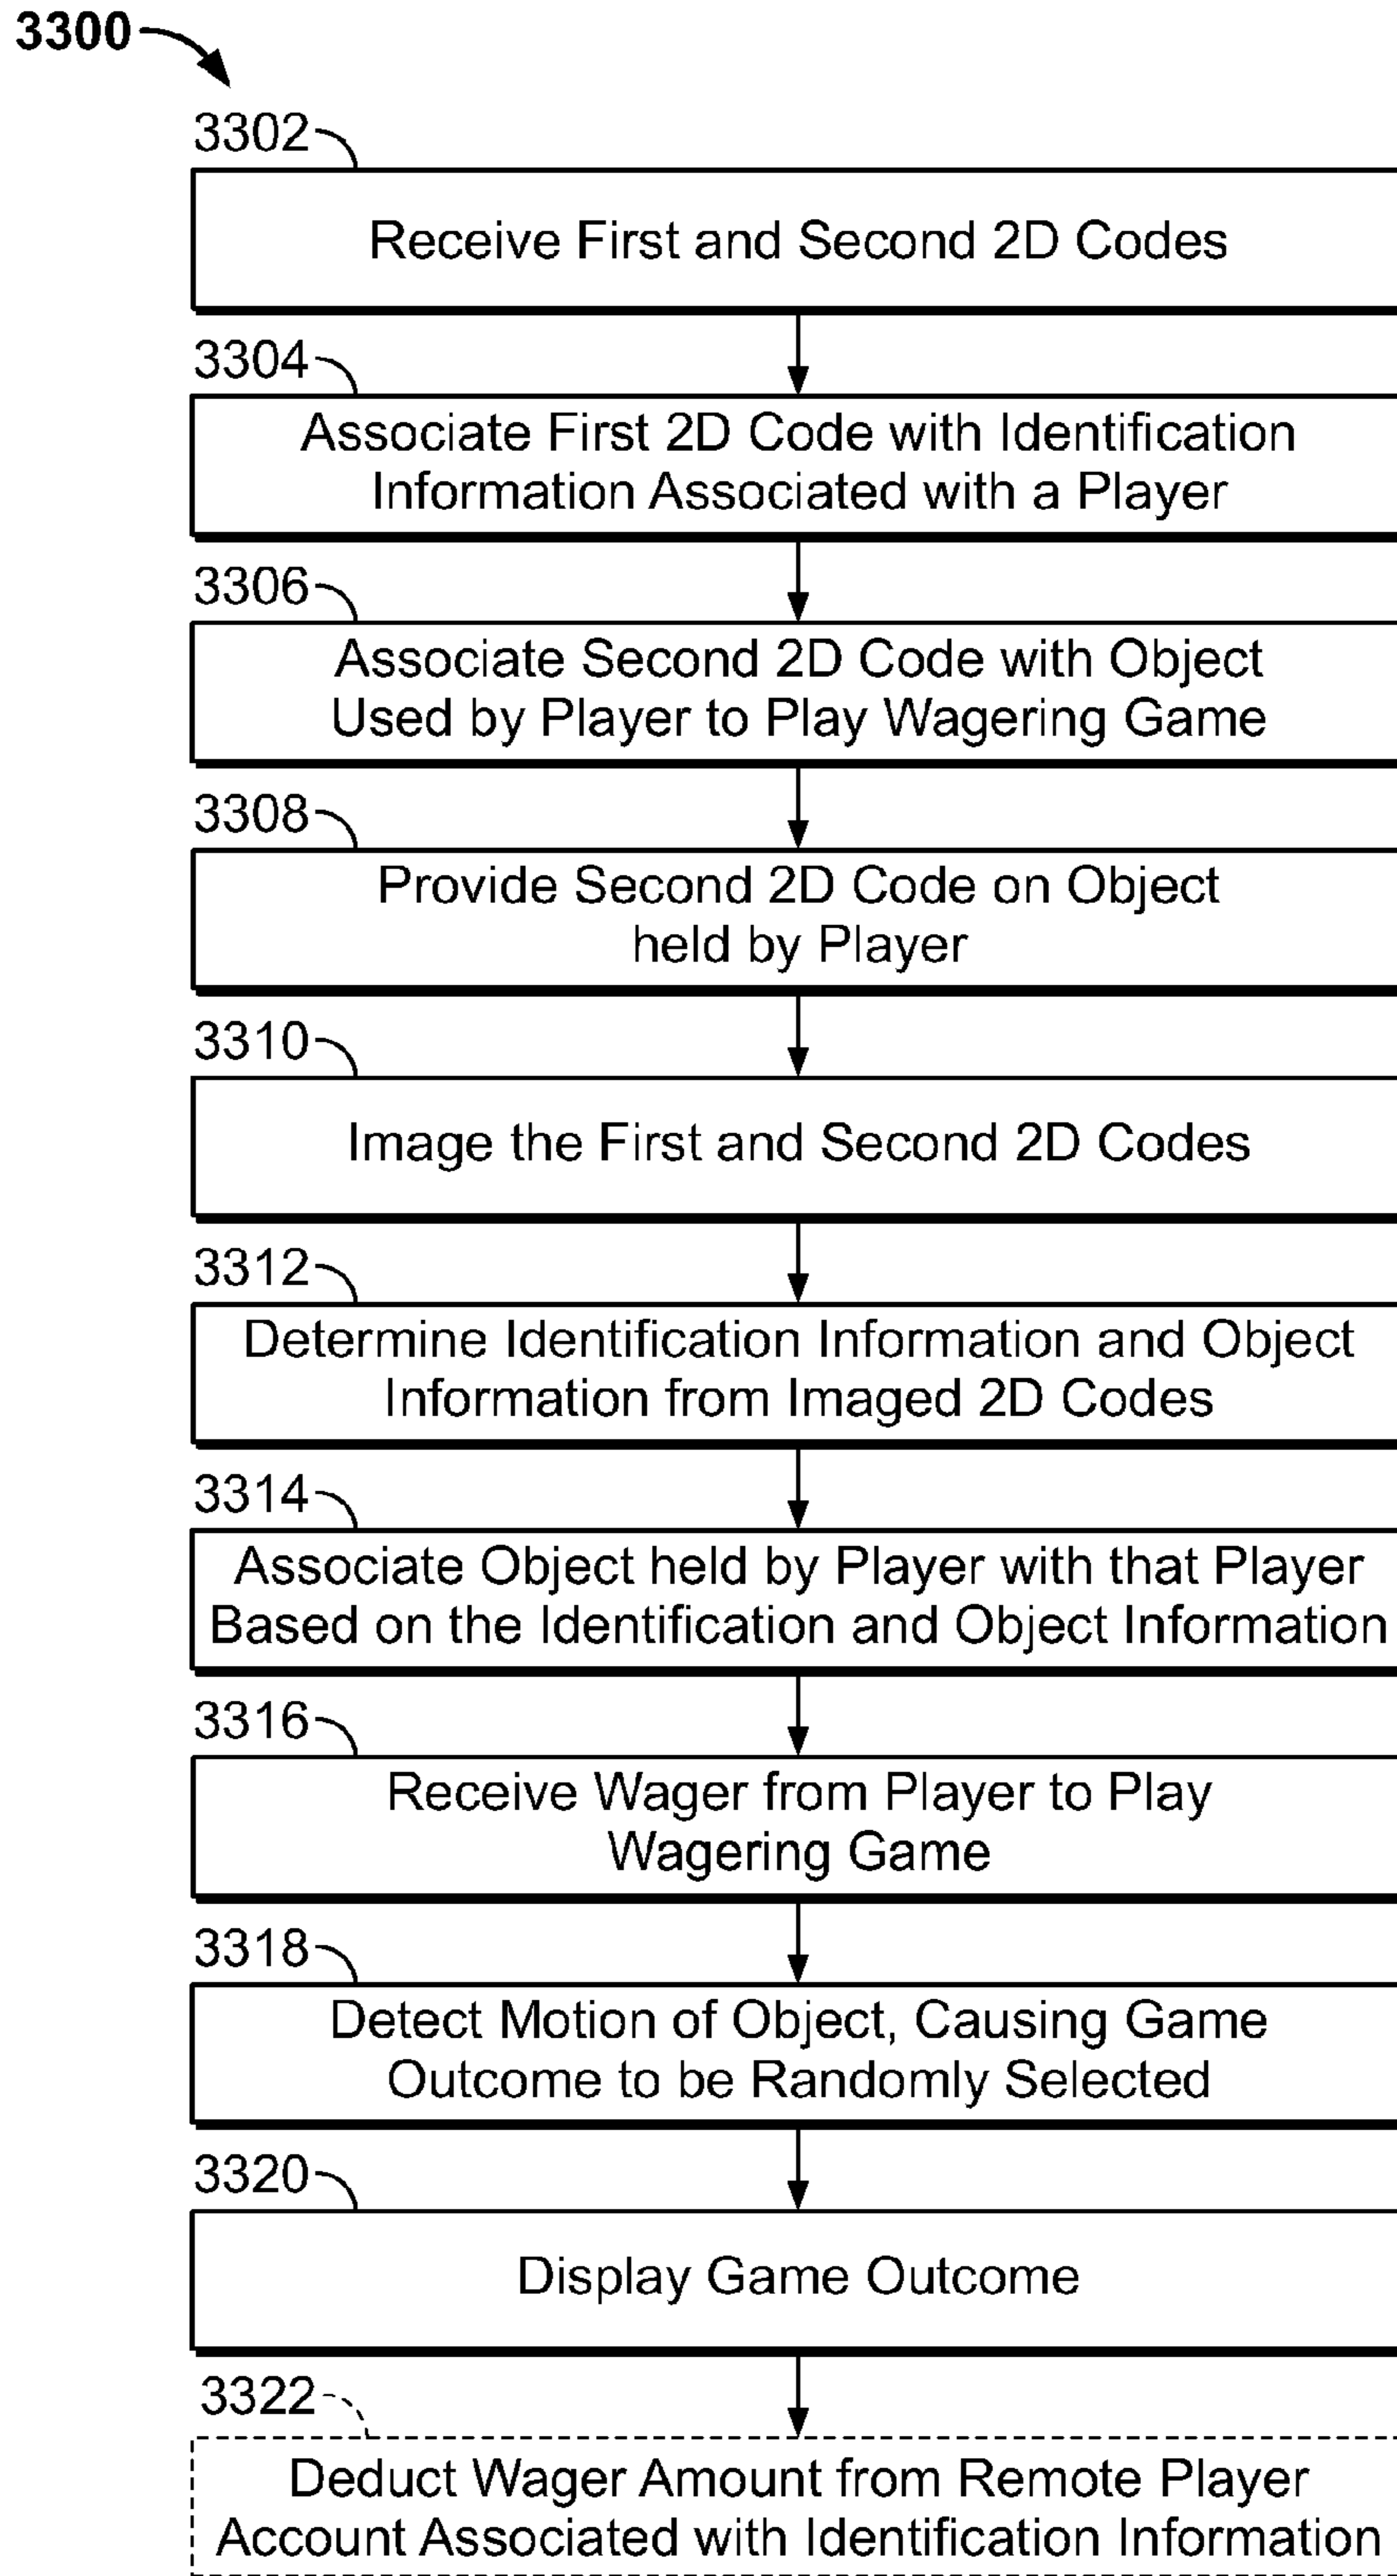 3300
3302
Receive First and Second 2D Codes
3304
Associate First 2D Code with Identification
Information Associated with a Player
3306
Associate Second 2D Code with Object
Used by Player to Play Wagering Game
3308
Provide Second 2D Code on Object
held by Player
3310
Image the First and Second 2D Codes
3312
Determine Identification Information and Object
Information from Imaged 2D Codes
3314
Associate Object held by Player with that Player
Based on the Identification and Object Information
3316
Receive Wager from Player to Play
Wagering Game
3318
Detect Motion of Object, Causing Game
Outcome to be Randomly Selected
3320
Display Game Outcome
3322
Deduct Wager Amount from Remote Player
Account Associated with Identification Information